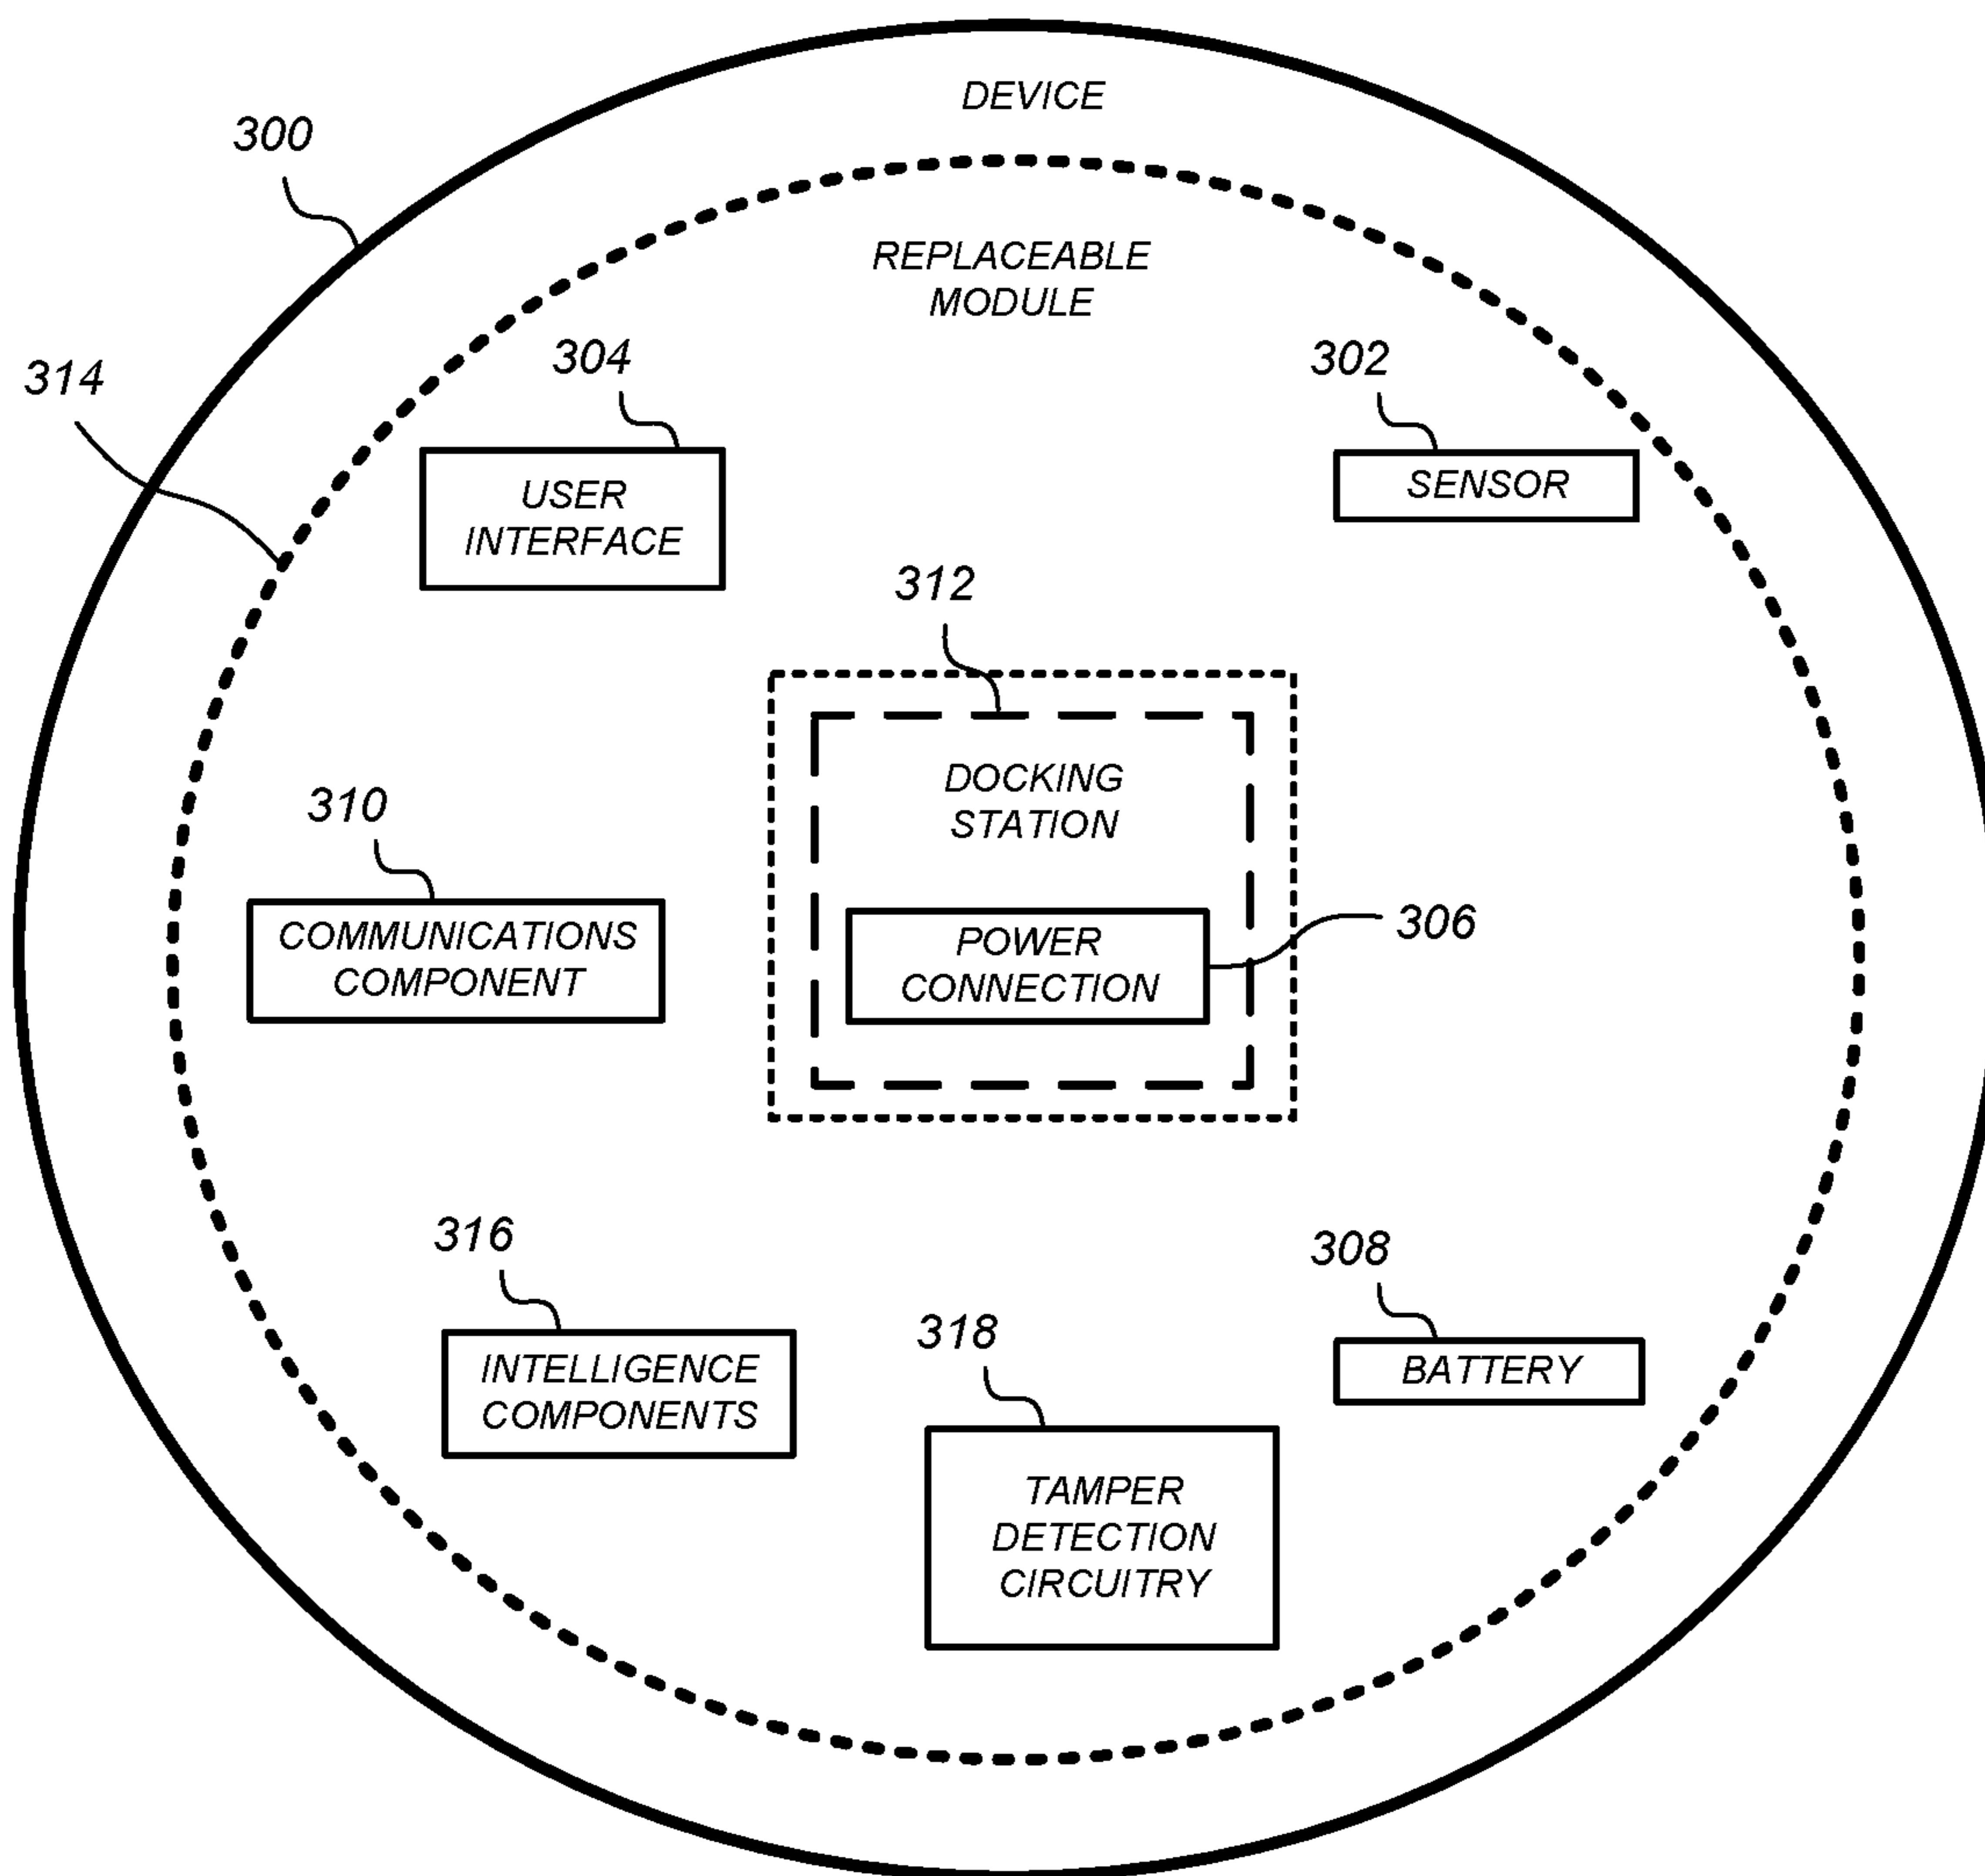 DEVICE
300
REPLACEABLE
MODULE
304
302
314
USER
INTERFACE
SENSOR
312
DOCKING
STATION
310
COMMUNICATIONS
COMPONENT
POWER
CONNECTION
306
316
308
INTELLIGENCE
COMPONENTS
318
BATTERY
TAMPER
DETECTION
CIRCUITRY